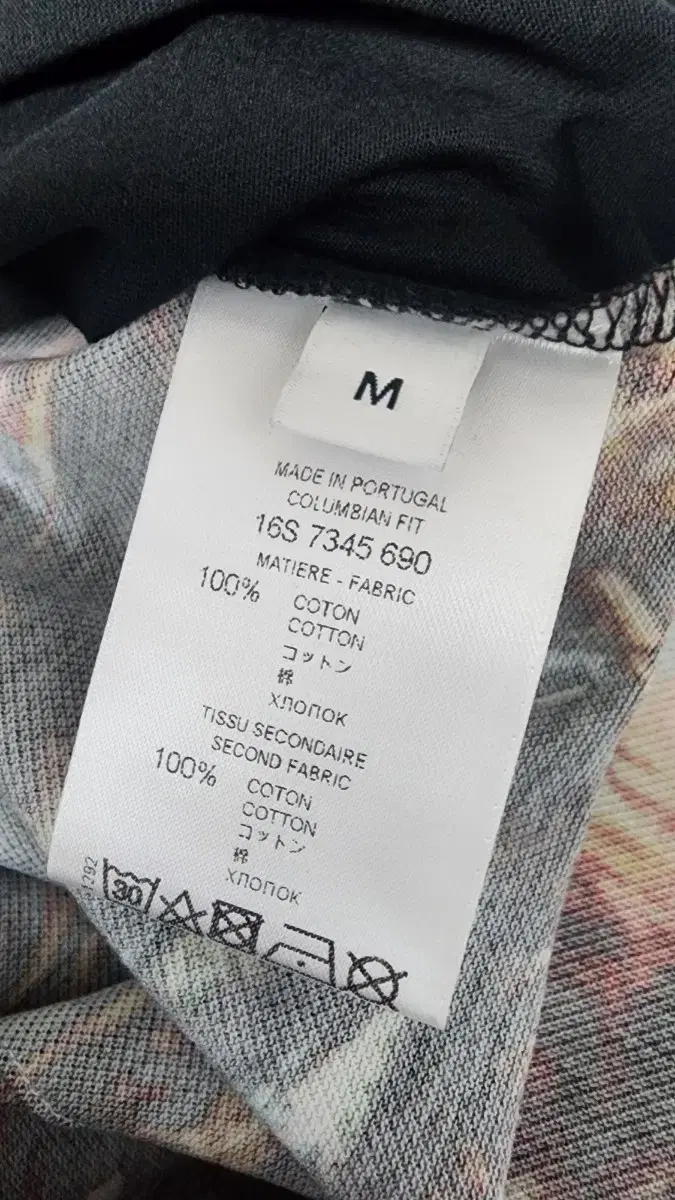 M
MADE IN PORTUGAL
COLUMBIAN FIT
16S 7345 690
MATIERE - FABRIC
100% COTON
COTTON
コットン
棉
ХЛОПОК
TISSU SECONDAIRE
SECOND FABRIC
100% COTON
COTTON
コットン
棉
ХЛОПОК
30